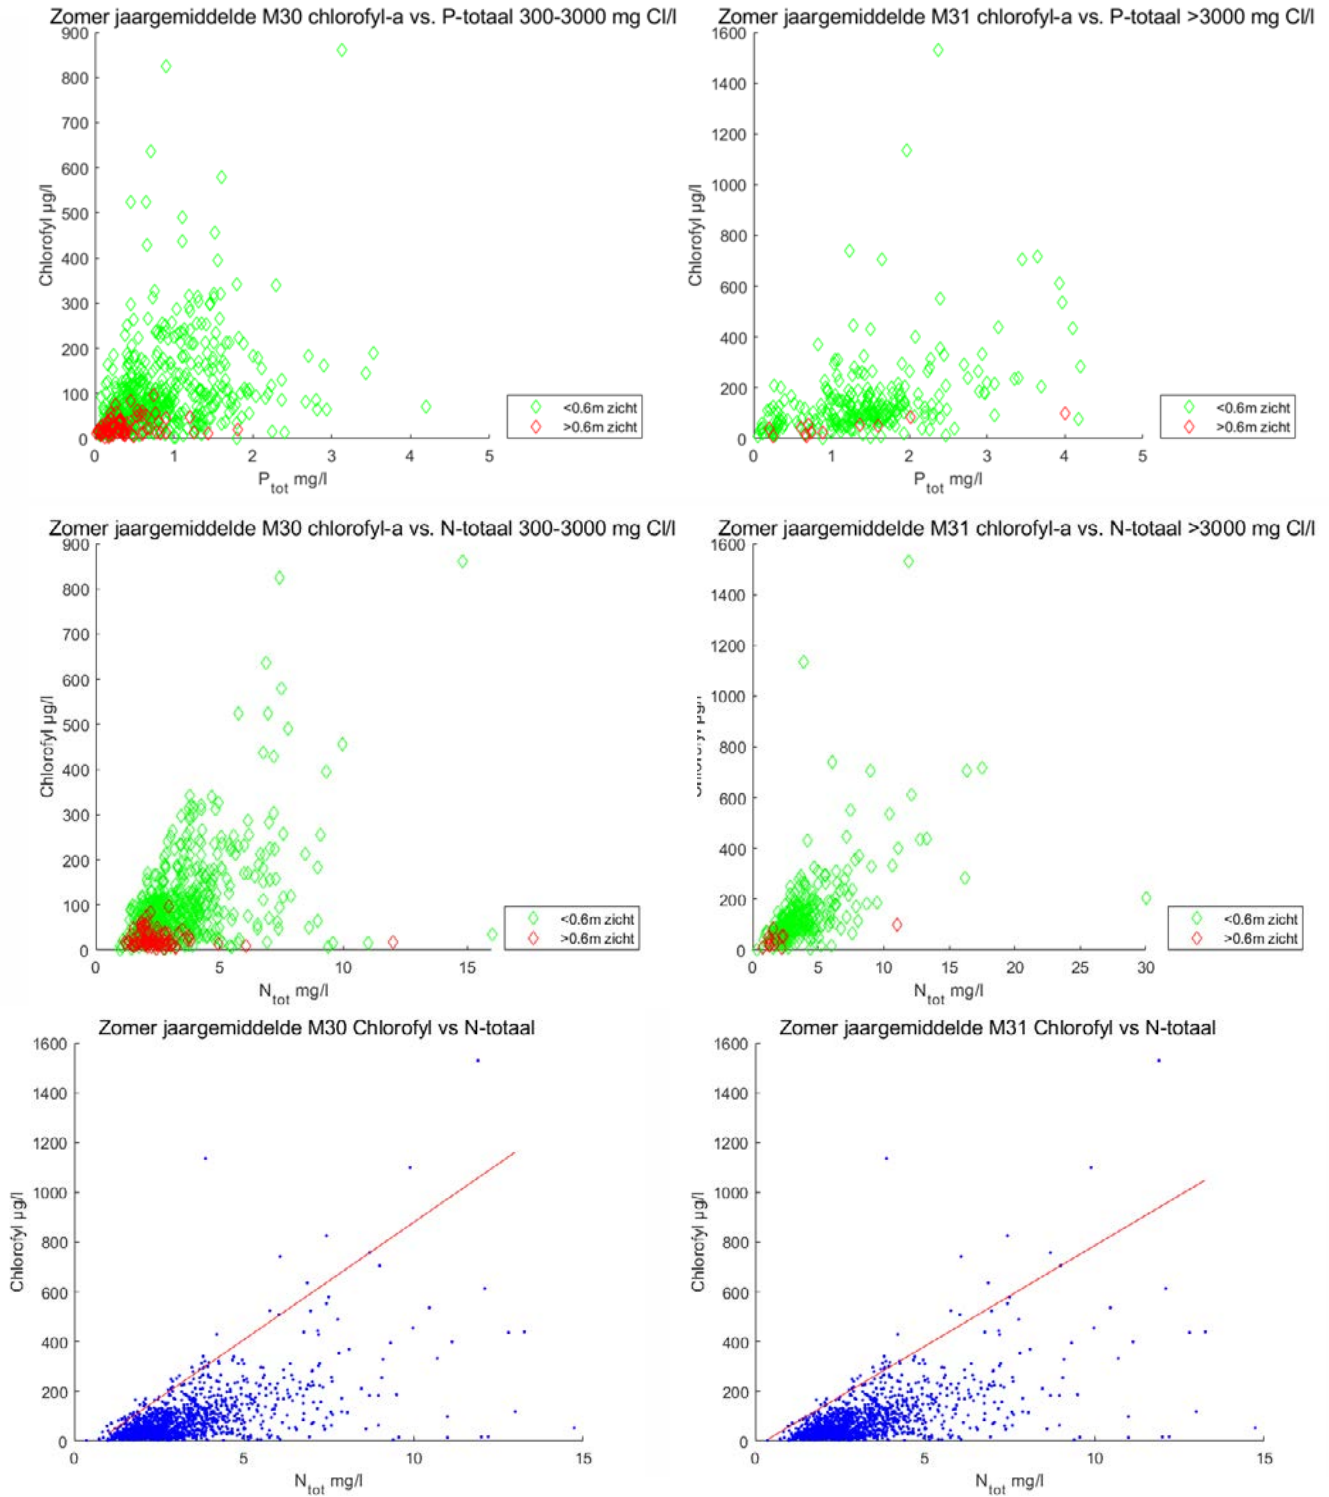 Zomer jaargemiddelde M30 chlorofyl-a vs. P-totaal 300-3000 mg Cl/l
900
800
700
600
500
400
300
200
100
0
Chlorofyl µg/l
0 1 2 3 4 5
P tot mg/l
<0.6m zicht
>0.6m zicht
Zomer jaargemiddelde M31 chlorofyl-a vs. P-totaal >3000 mg Cl/l
1600
1400
1200
1000
800
600
400
200
0
Chlorofyl µg/l
0 1 2 3 4 5
P tot mg/l
<0.6m zicht
>0.6m zicht
Zomer jaargemiddelde M30 chlorofyl-a vs. N-totaal 300-3000 mg Cl/l
900
800
700
600
500
400
300
200
100
0
Chlorofyl µg/l
0 5 10 15
N tot mg/l
<0.6m zicht
>0.6m zicht
Zomer jaargemiddelde M31 chlorofyl-a vs. N-totaal >3000 mg Cl/l
1600
1400
1200
1000
800
600
400
200
0
0 5 10 15 20 25 30
N tot mg/l
<0.6m zicht
>0.6m zicht
Zomer jaargemiddelde M30 Chlorofyl vs N-totaal
1600
1400
1200
1000
800
600
400
200
0
Chlorofyl µg/l
0 5 10 15
N tot mg/l
Zomer jaargemiddelde M31 Chlorofyl vs N-totaal
1600
1400
1200
1000
800
600
400
200
0
Chlorofyl µg/l
0 5 10 15
N tot mg/l